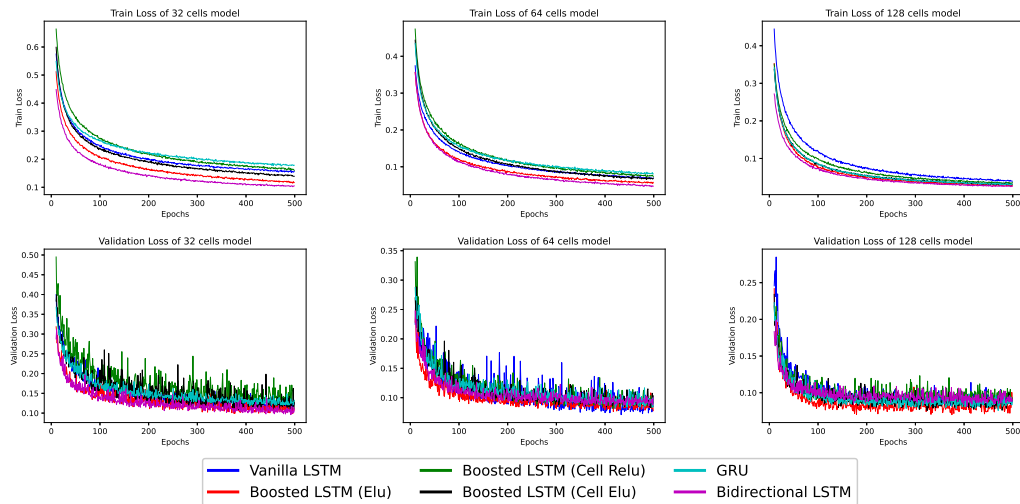 Train Loss of 32 cells model
Train Loss
0.6
0.5
0.4
0.3
0.2
0.1
0 100 200 300 400 500
Epochs
Train Loss of 64 cells model
Train Loss
0.4
0.3
0.2
0.1
0 100 200 300 400 500
Epochs
Train Loss of 128 cells model
Train Loss
0.4
0.3
0.2
0.1
0 100 200 300 400 500
Epochs
Validation Loss of 32 cells model
Validation Loss
0.50
0.45
0.40
0.35
0.30
0.25
0.20
0.15
0.10
0 100 200 300 400 500
Epochs
Validation Loss of 64 cells model
Validation Loss
0.35
0.30
0.25
0.20
0.15
0.10
0 100 200 300 400 500
Epochs
Validation Loss of 128 cells model
Validation Loss
0.25
0.20
0.15
0.10
0 100 200 300 400 500
Epochs
Vanilla LSTM
Boosted LSTM (Elu)
Boosted LSTM (Cell Relu)
Boosted LSTM (Cell Elu)
GRU
Bidirectional LSTM